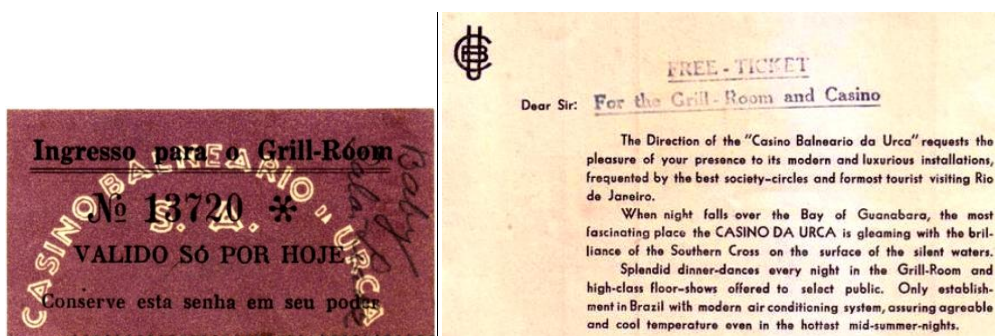 Ingresso para o Grill-Room
CASINO BALNEARIO DA URCA
S. A.
Nº 13720 *
VALIDO Só POR HOJE
Conserve esta senha em seu poder
Baby
FREE - TICKET
Dear Sir: For the Grill - Room and Casino
The Direction of the "Casino Balneario da Urca" requests the
pleasure of your presence to its modern and luxurious installations,
frequented by the best society-circles and formost tourist visiting Rio
de Janeiro.
When night falls over the Bay of Guanabara, the most
fascinating place the CASINO DA URCA is gleaming with the bril-
liance of the Southern Cross on the surface of the silent waters.
Splendid dinner-dances every night in the Grill-Room and
high-class floor-shows offered to select public. Only establish-
ment in Brazil with modern air conditioning system, assuring agreable
and cool temperature even in the hottest mid-summer-nights.